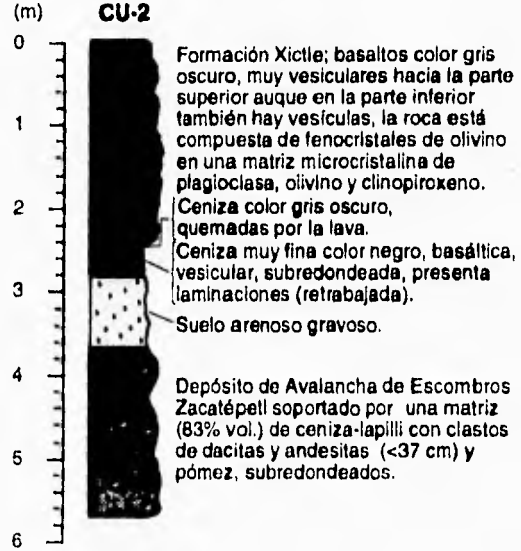 (m) CU-2
0
Formación Xictle; basaltos color gris
oscuro, muy vesiculares hacia la parte
superior auque en la parte inferior
también hay vesículas, la roca está
compuesta de fenocristales de olivino
en una matriz microcristalina de
plagioclasa, olivino y clinopiroxeno.
1
2
Ceniza color gris oscuro,
quemadas por la lava.
Ceniza muy fina color negro, basáltica,
vesicular, subredondeada, presenta
laminaciones (retrabajada).
3
Suelo arenoso gravoso.
4
Depósito de Avalancha de Escombros
Zacatépetl soportado por una matriz
(83% vol.) de ceniza-lapilli con clastos
de dacitas y andesitas (<37 cm) y
pómez, subredondeados.
5
6